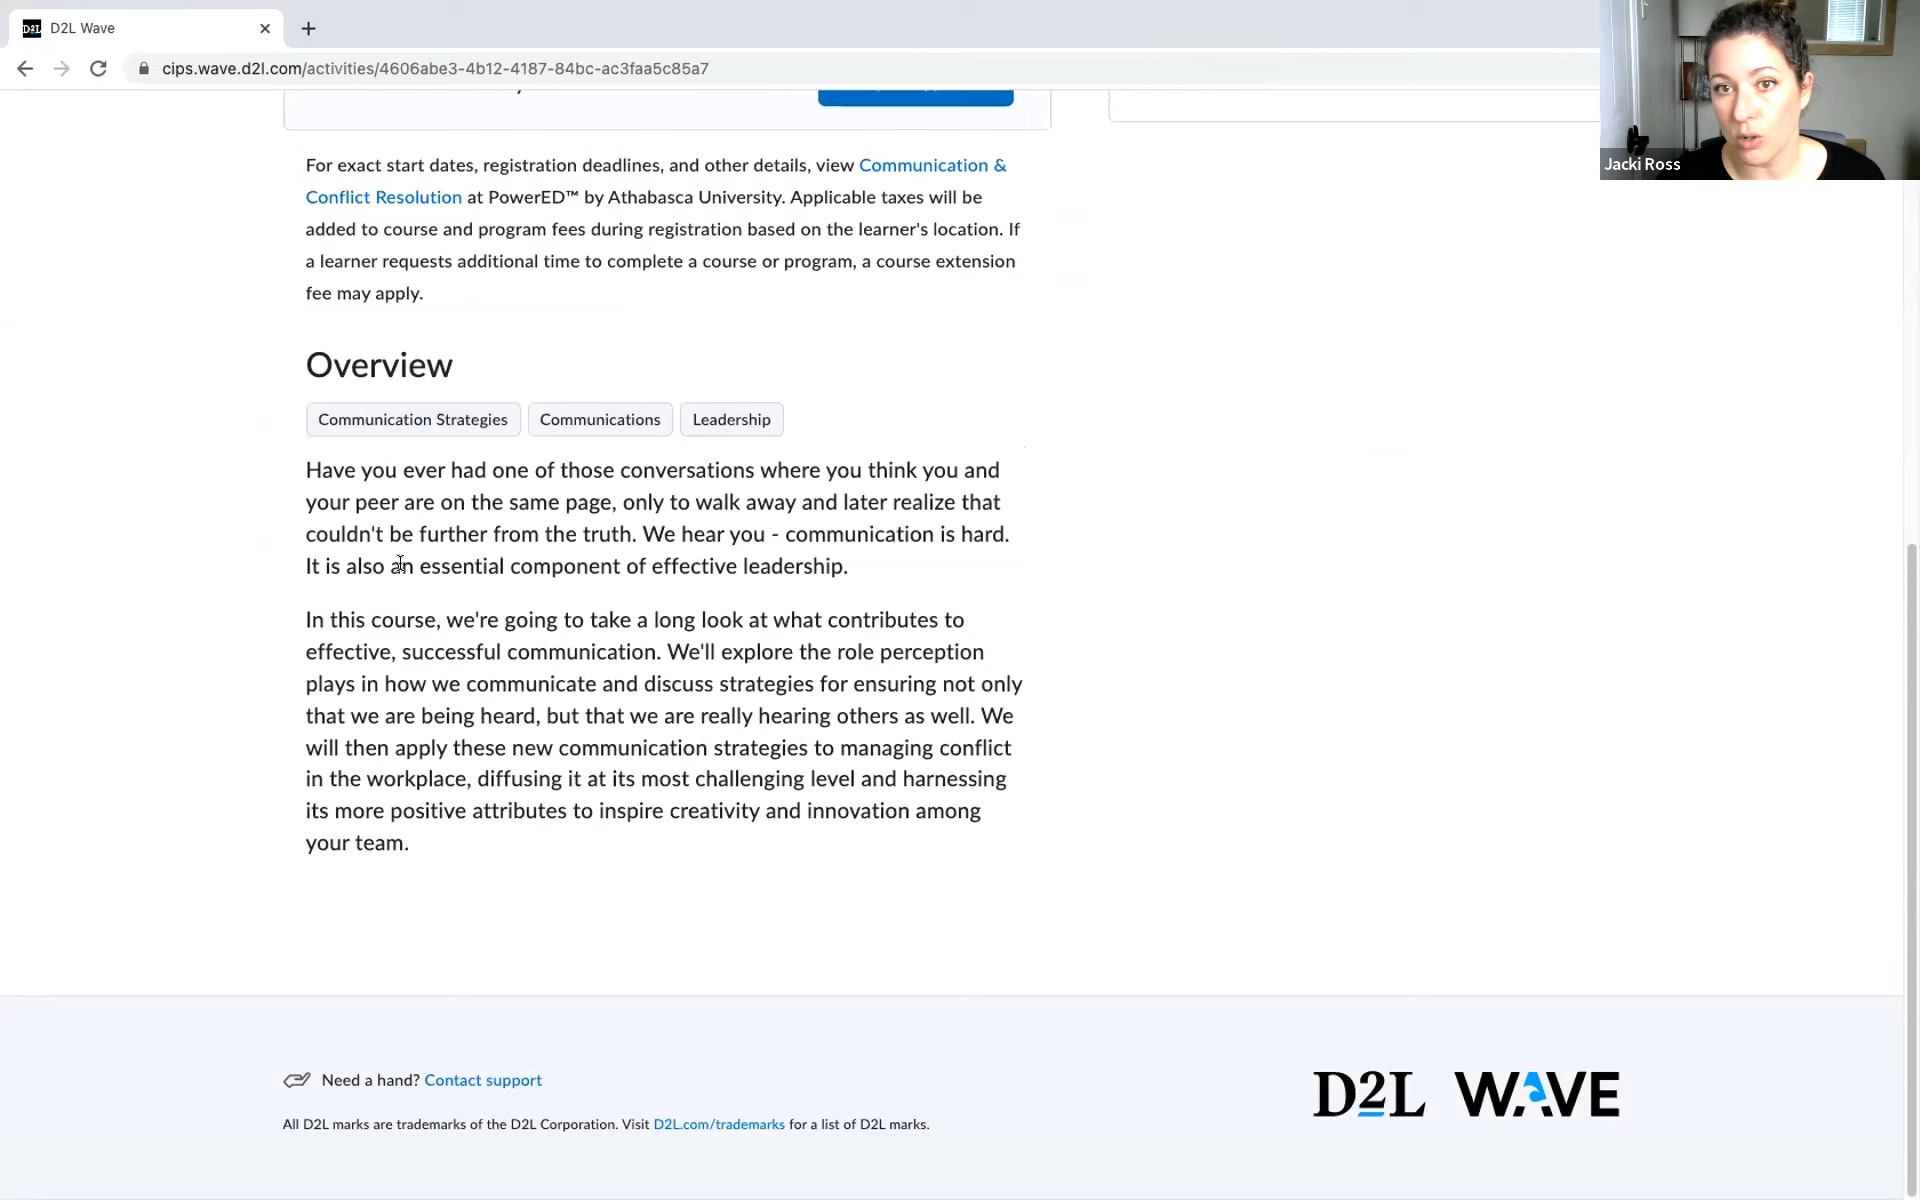 D2L Wave
cips.wave.d2l.com/activities/4606abe3-4b12-4187-84bc-ac3faa5c85a7
Jacki Ross
For exact start dates, registration deadlines, and other details, view Communication &
Conflict Resolution at PowerED™ by Athabasca University. Applicable taxes will be
added to course and program fees during registration based on the learner's location. If
a learner requests additional time to complete a course or program, a course extension
fee may apply.
Overview
Communication Strategies Communications Leadership
Have you ever had one of those conversations where you think you and
your peer are on the same page, only to walk away and later realize that
couldn't be further from the truth. We hear you - communication is hard.
It is also an essential component of effective leadership.
In this course, we're going to take a long look at what contributes to
effective, successful communication. We'll explore the role perception
plays in how we communicate and discuss strategies for ensuring not only
that we are being heard, but that we are really hearing others as well. We
will then apply these new communication strategies to managing conflict
in the workplace, diffusing it at its most challenging level and harnessing
its more positive attributes to inspire creativity and innovation among
your team.
Need a hand? Contact support
D2L WAVE
All D2L marks are trademarks of the D2L Corporation. Visit D2L.com/trademarks for a list of D2L marks.